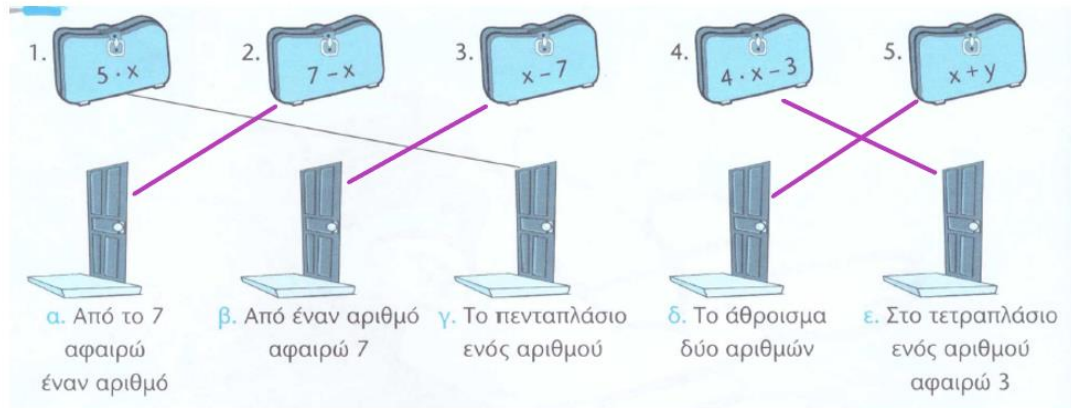 1. 5 · x
2. 7 – x
3. x – 7
4. 4 · x – 3
5. x + y
α. Από το 7
αφαιρώ
έναν αριθμό
β. Από έναν αριθμό
αφαιρώ 7
γ. Το πενταπλάσιο
ενός αριθμού
δ. Το άθροισμα
δύο αριθμών
ε. Στο τετραπλάσιο
ενός αριθμού
αφαιρώ 3